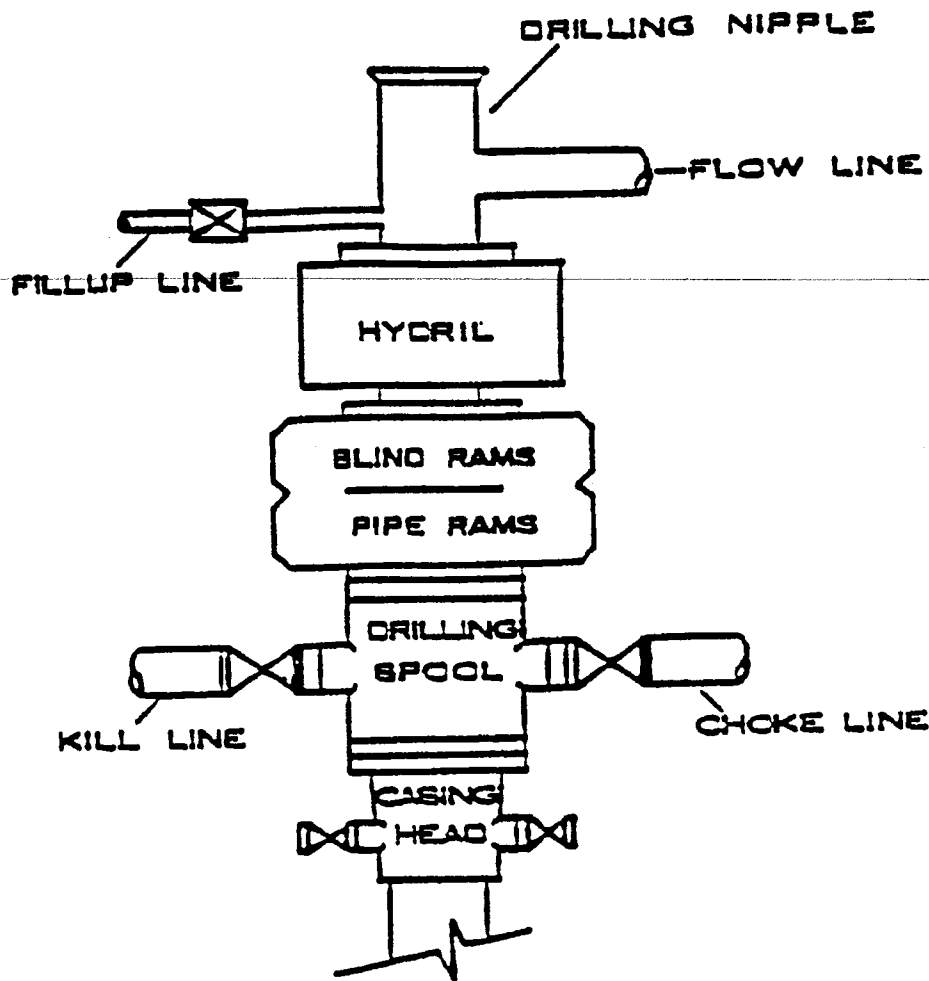 DRILLING NIPPLE
FLOW LINE
FILLUP LINE
HYDRIL
BLIND RAMS
PIPE RAMS
DRILLING
SPOOL
KILL LINE
CHOKE LINE
CASING
HEAD